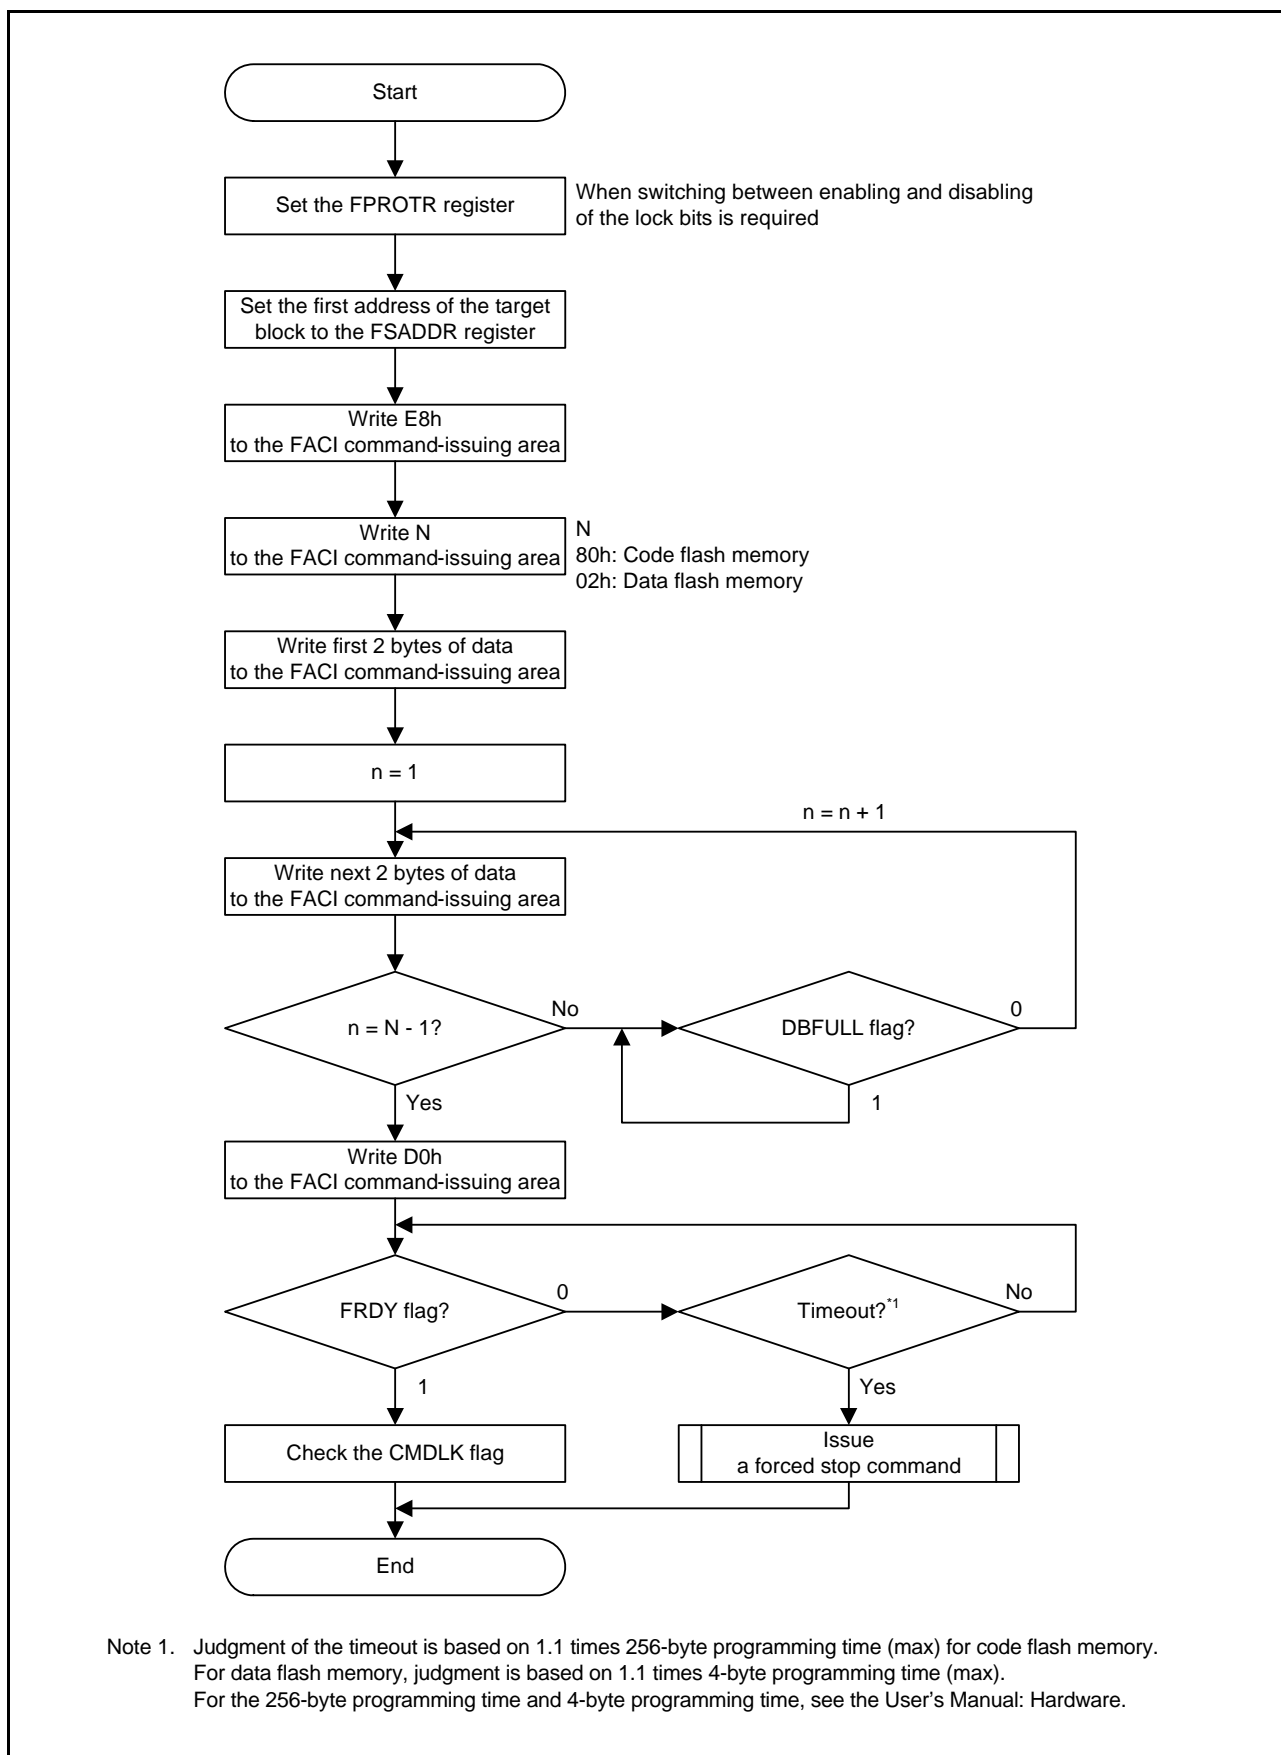 Start
Set the FPROTR register
When switching between enabling and disabling
of the lock bits is required
Set the first address of the target
block to the FSADDR register
Write E8h
to the FACI command-issuing area
Write N
to the FACI command-issuing area
N
80h: Code flash memory
02h: Data flash memory
Write first 2 bytes of data
to the FACI command-issuing area
n = 1
n = n + 1
Write next 2 bytes of data
to the FACI command-issuing area
n = N - 1?
No
DBFULL flag?
0
1
Yes
Write D0h
to the FACI command-issuing area
FRDY flag?
0
Timeout?*1
No
1
Yes
Check the CMDLK flag
Issue
a forced stop command
End
Note 1. Judgment of the timeout is based on 1.1 times 256-byte programming time (max) for code flash memory.
For data flash memory, judgment is based on 1.1 times 4-byte programming time (max).
For the 256-byte programming time and 4-byte programming time, see the User's Manual: Hardware.